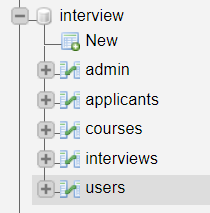 interview
New
admin
applicants
courses
interviews
users